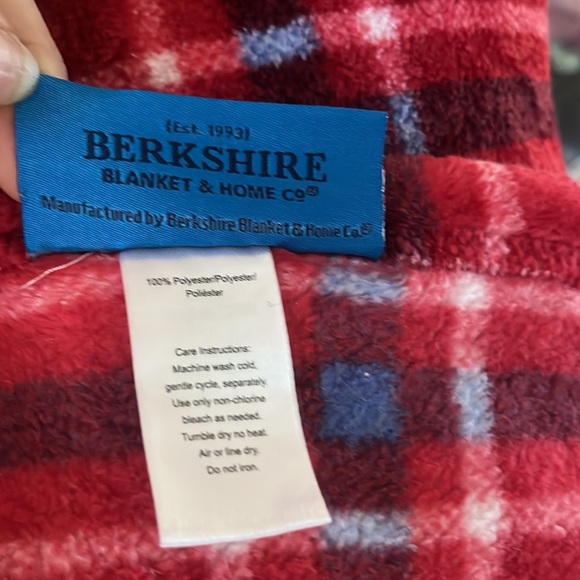 (Est. 1993)
BERKSHIRE
BLANKET & HOME Co®
Manufactured by Berkshire Blanket & Home Co.®
100% Polyester/Polyester/
Poliéster
Care Instructions:
Machine wash cold,
gentle cycle, separately.
Use only non-chlorine
bleach as needed.
Tumble dry no heat.
Air or line dry.
Do not iron.